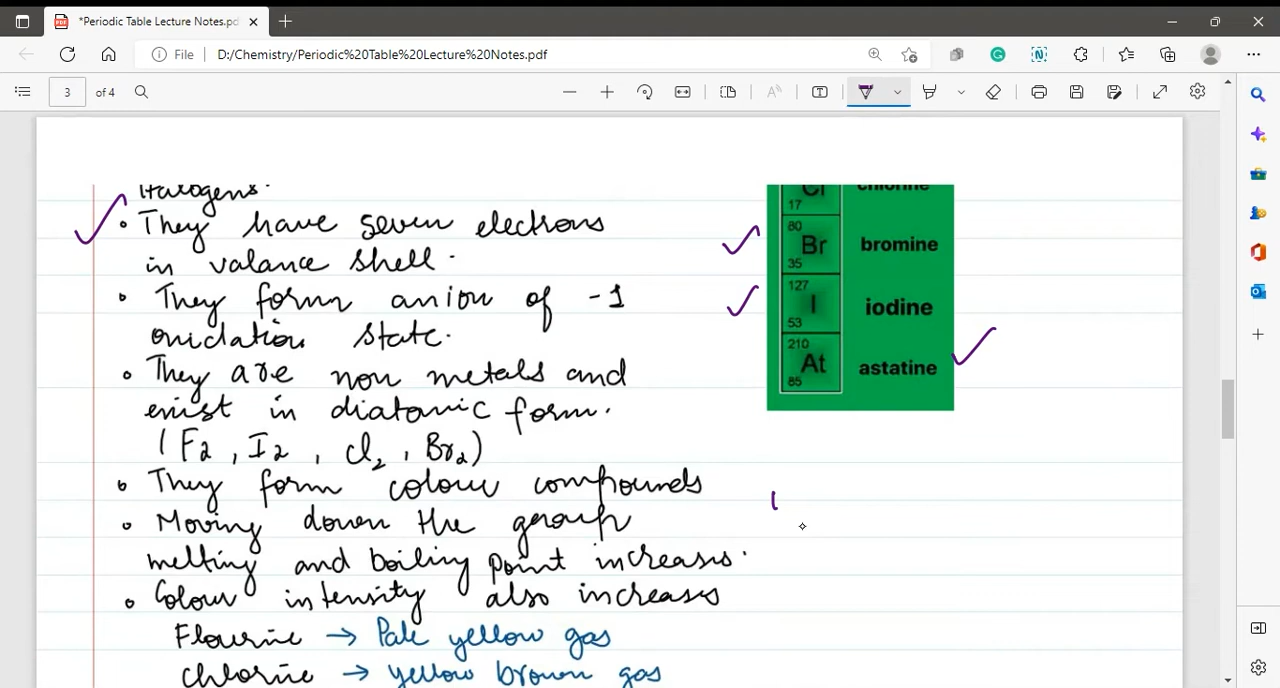 *Periodic Table Lecture Notes.pdf
File
D:/Chemistry/Periodic%20Table%20Lecture%20Notes.pdf
3 of 4
Halogens.
• They have seven electrons
in valance shell.
• They form anion of -1
oxidation state.
• They are non metals and
exist in diatomic form.
(F2, I2, Cl2, Br2)
• They form colour compounds
• Moving down the group
melting and boiling point increases.
• Colour intensity also increases
Flourine → Pale yellow gas
Chlorine → yellow brown gas
Cl chlorine
17
80
Br bromine
35
127
I iodine
53
210
At astatine
85